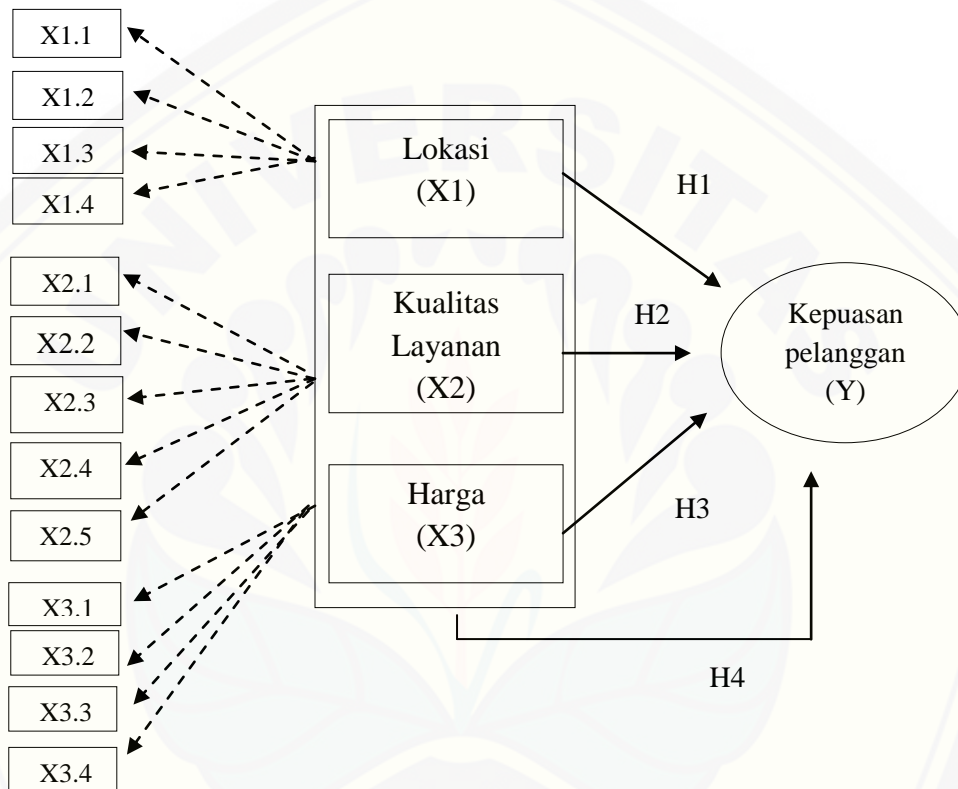 X1.1
X1.2
X1.3
X1.4
X2.1
X2.2
X2.3
X2.4
X2.5
X3.1
X3.2
X3.3
X3.4
Lokasi
(X1)
Kualitas
Layanan
(X2)
Harga
(X3)
H1
H2
H3
H4
Kepuasan
pelanggan
(Y)
UNIVERSITAS